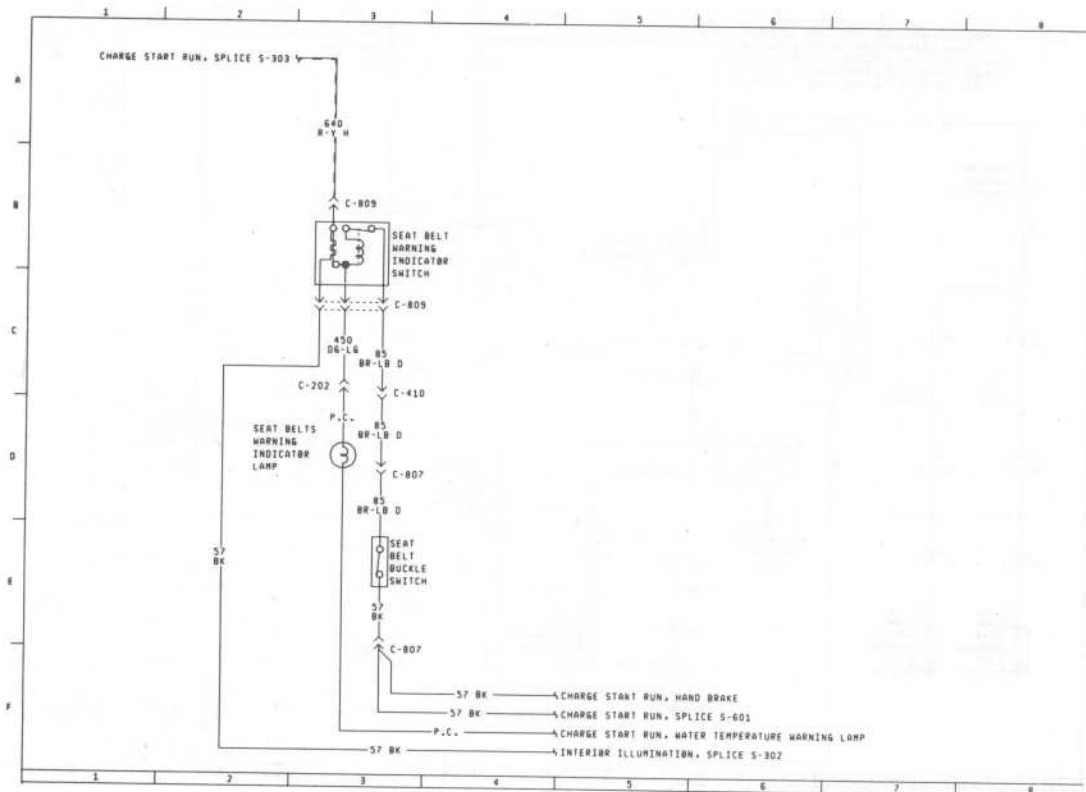 1 2 3 4 5 6 7 8
A
CHARGE START RUN, SPLICE S-303
640
R-Y H
B
C-809
SEAT BELT
WARNING
INDICATOR
SWITCH
C-809
C
450
DG-LG
85
BR-LB D
C-202
C-410
P.C.
85
BR-LB D
SEAT BELTS
WARNING
INDICATOR
LAMP
D
C-807
85
BR-LB D
57
BK
SEAT
BELT
BUCKLE
SWITCH
E
57
BK
C-807
F
57 BK CHARGE START RUN, HAND BRAKE
57 BK CHARGE START RUN, SPLICE S-601
P.C. CHARGE START RUN, WATER TEMPERATURE WARNING LAMP
57 BK INTERIOR ILLUMINATION, SPLICE S-302
1 2 3 4 5 6 7 8